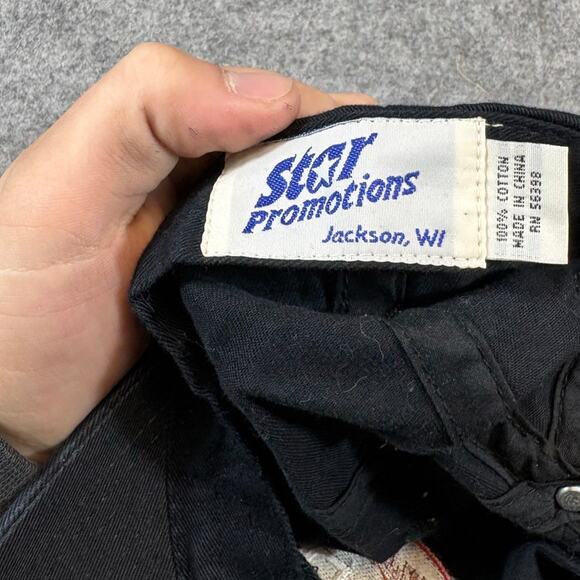 Star
Promotions
Jackson, WI
100% COTTON
MADE IN CHINA
RN 56398